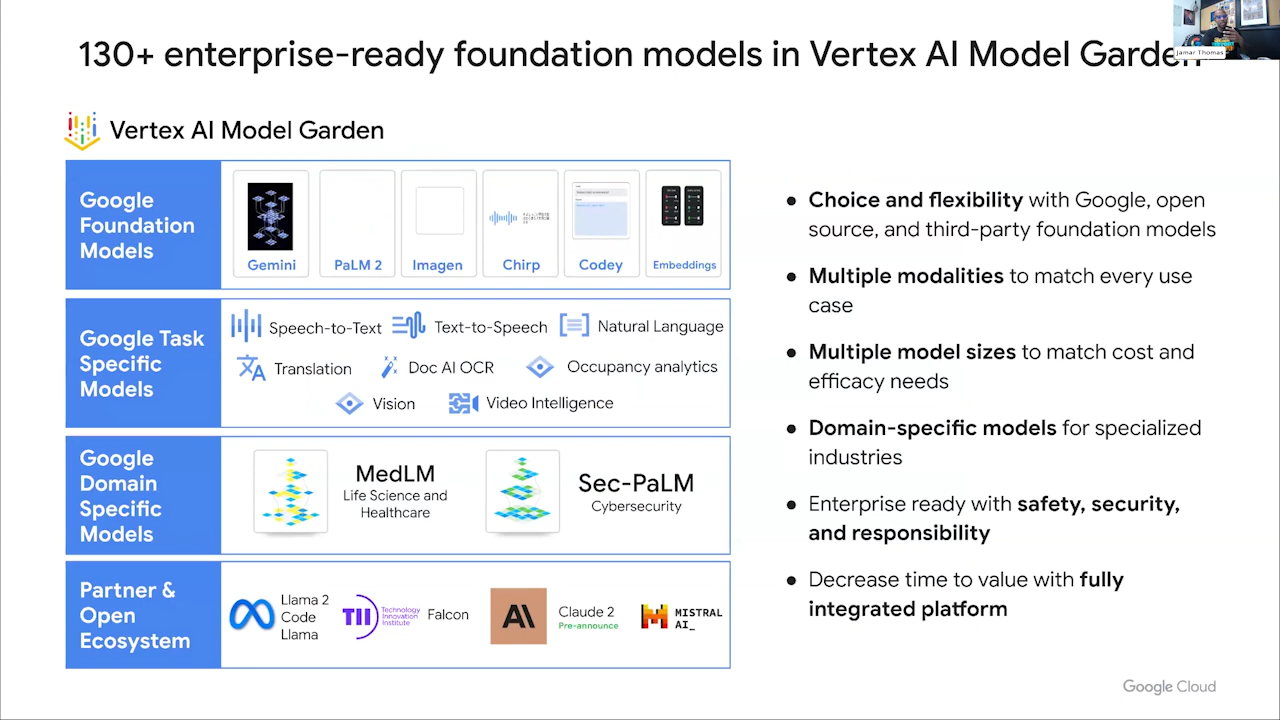 130+ enterprise-ready foundation models in Vertex AI Model Garden
Jamar Thomas
Vertex AI Model Garden
Google
Foundation
Models
Gemini
PaLM 2
Imagen
Chirp
Codey
Embeddings
Google Task
Specific
Models
Speech-to-Text
Text-to-Speech
Natural Language
Translation
Doc AI OCR
Occupancy analytics
Vision
Video Intelligence
Google
Domain
Specific
Models
MedLM
Life Science and
Healthcare
Sec-PaLM
Cybersecurity
Partner &
Open
Ecosystem
Llama 2
Code
Llama
TII
Technology
Innovation
Institute
Falcon
AI
Claude 2
Pre-announce
MISTRAL
AI_
● Choice and flexibility with Google, open
source, and third-party foundation models
● Multiple modalities to match every use
case
● Multiple model sizes to match cost and
efficacy needs
● Domain-specific models for specialized
industries
● Enterprise ready with safety, security,
and responsibility
● Decrease time to value with fully
integrated platform
Google Cloud